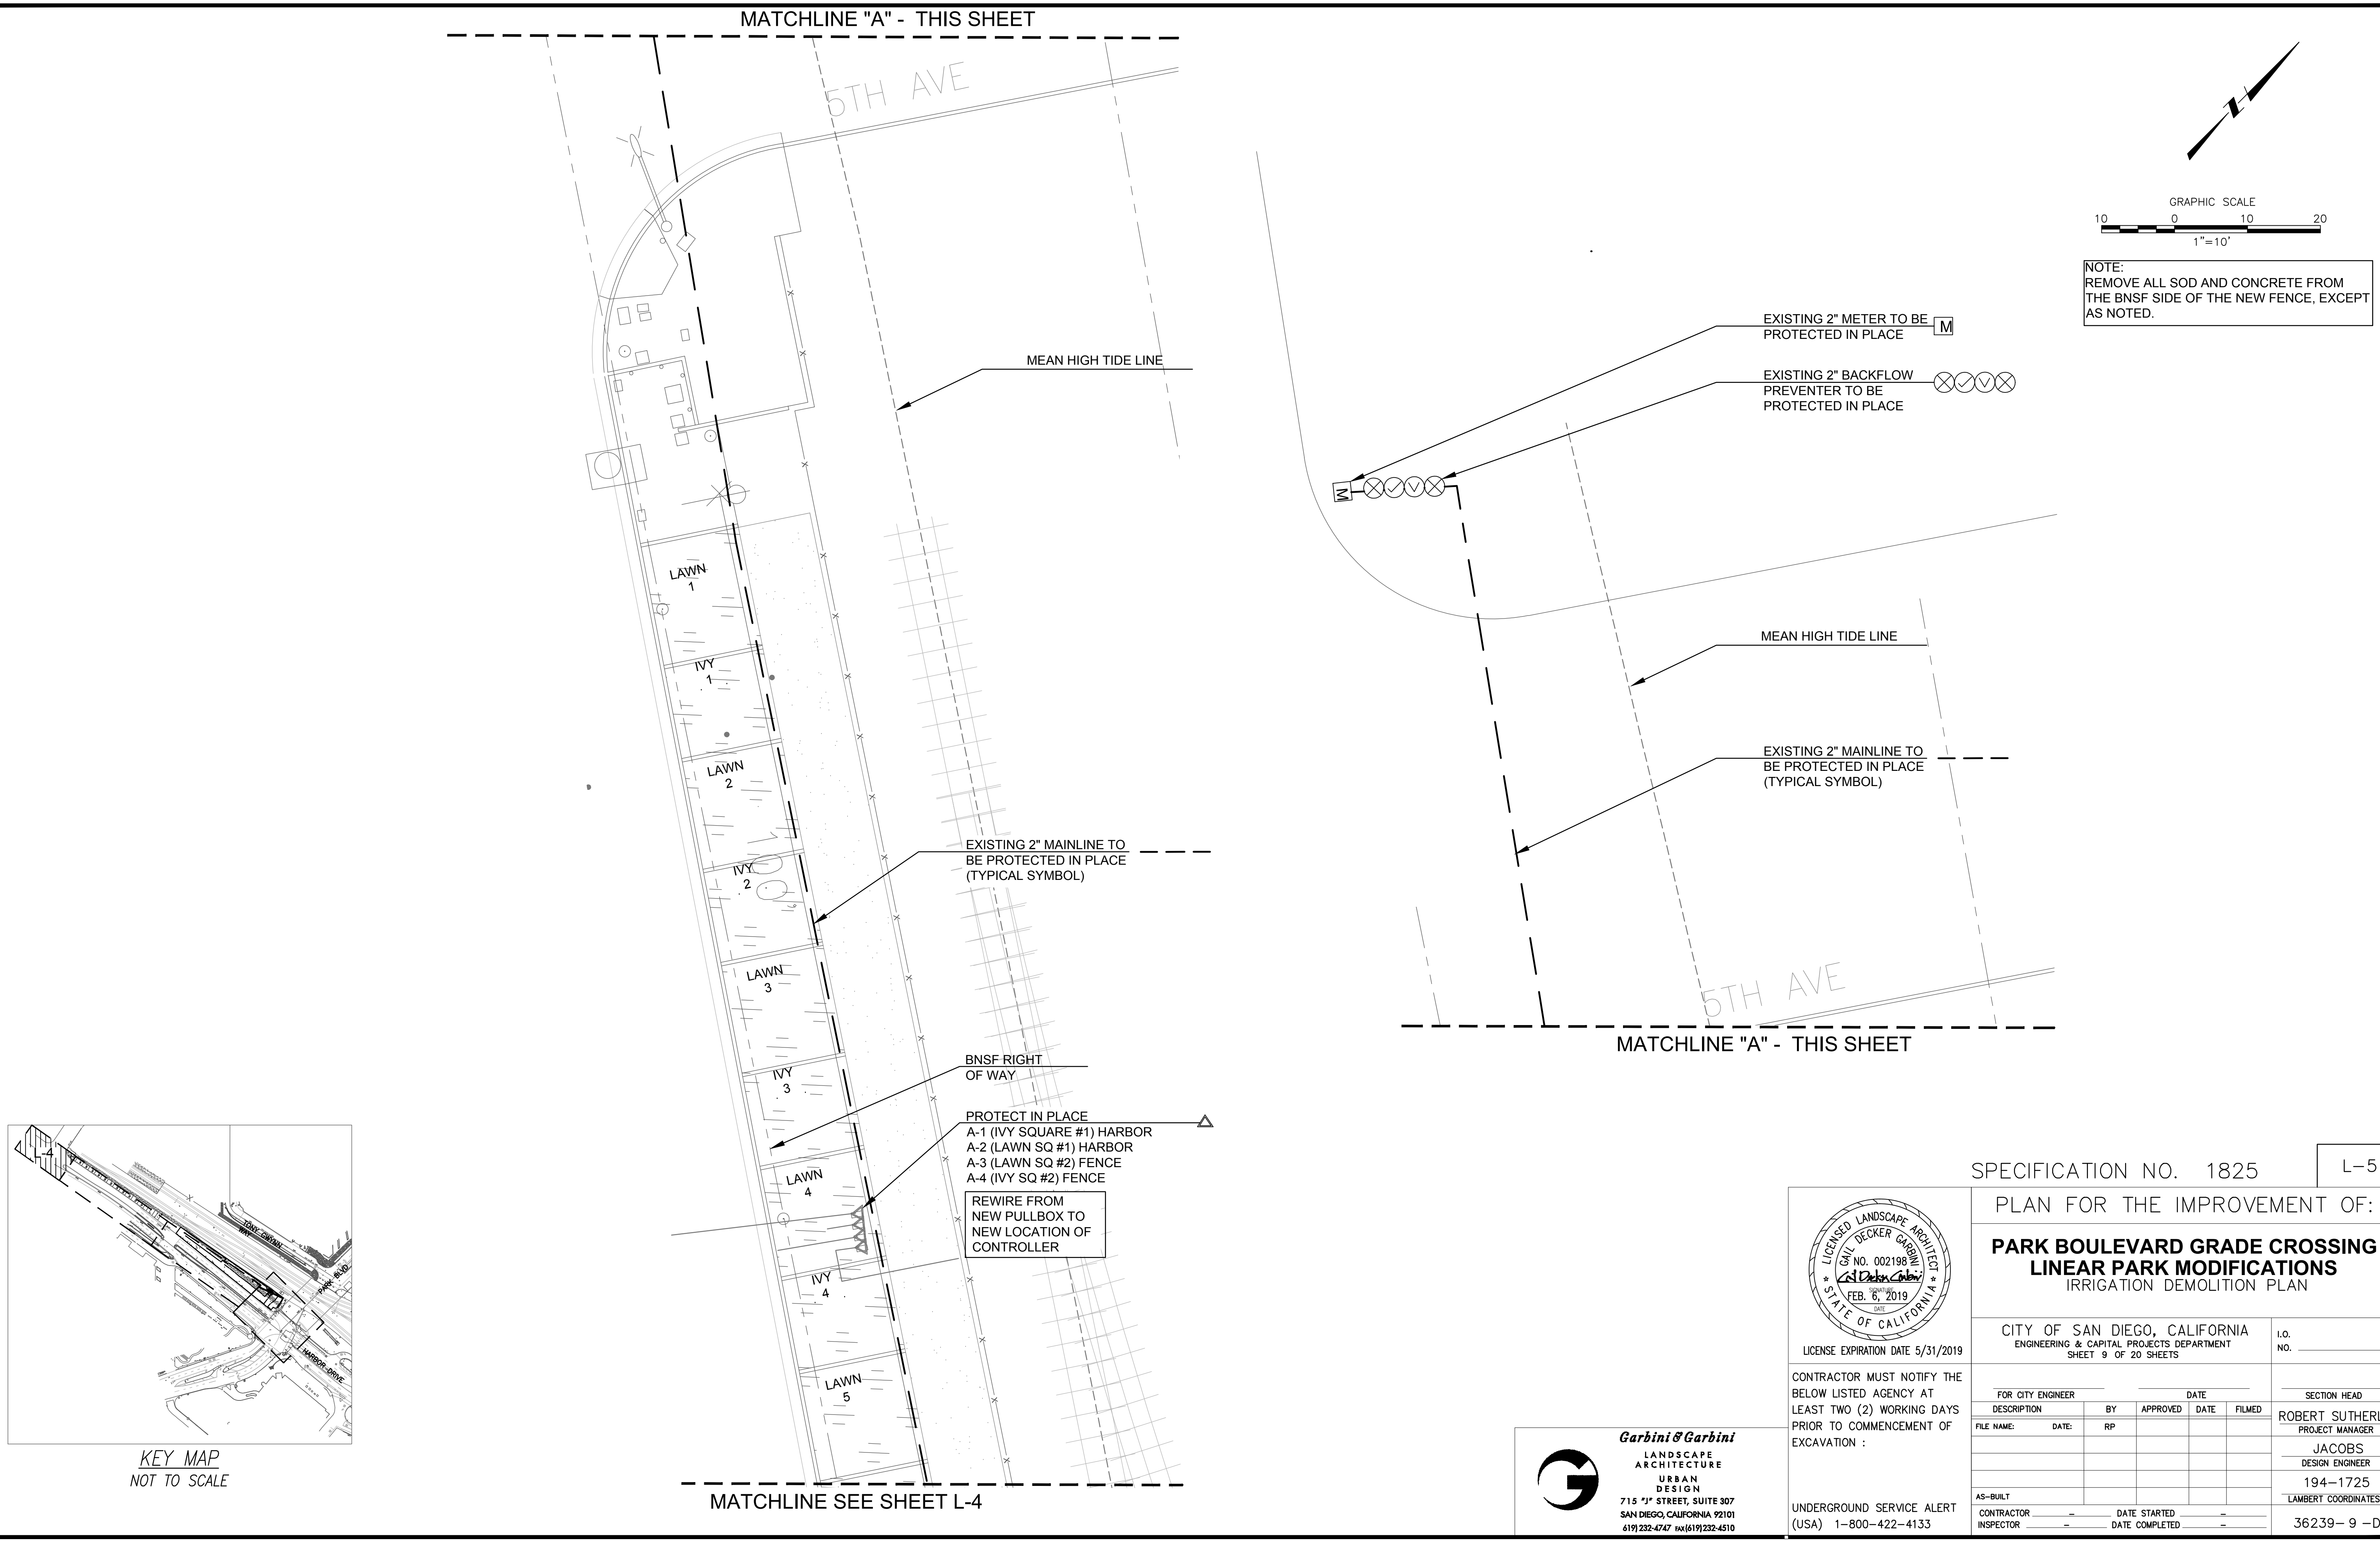 MATCHLINE "A" - THIS SHEET
5TH AVE
MEAN HIGH TIDE LINE
LAWN
1
IVY
1
LAWN
2
IVY
2
LAWN
3
IVY
3
LAWN
4
IVY
4
LAWN
5
EXISTING 2" MAINLINE TO
BE PROTECTED IN PLACE
(TYPICAL SYMBOL)
BNSF RIGHT
OF WAY
PROTECT IN PLACE
A-1 (IVY SQUARE #1) HARBOR
A-2 (LAWN SQ #1) HARBOR
A-3 (LAWN SQ #2) FENCE
A-4 (IVY SQ #2) FENCE
REWIRE FROM
NEW PULLBOX TO
NEW LOCATION OF
CONTROLLER
MATCHLINE SEE SHEET L-4
L-4
TONY GWYNN
WAY
PARK BLVD
HARBOR DRIVE
KEY MAP
NOT TO SCALE
EXISTING 2" METER TO BE
PROTECTED IN PLACE
M
EXISTING 2" BACKFLOW
PREVENTER TO BE
PROTECTED IN PLACE
M
MEAN HIGH TIDE LINE
EXISTING 2" MAINLINE TO
BE PROTECTED IN PLACE
(TYPICAL SYMBOL)
5TH AVE
MATCHLINE "A" - THIS SHEET
GRAPHIC SCALE
10 0 10 20
1"=10'
NOTE:
REMOVE ALL SOD AND CONCRETE FROM
THE BNSF SIDE OF THE NEW FENCE, EXCEPT
AS NOTED.
SPECIFICATION NO. 1825
L-5
PLAN FOR THE IMPROVEMENT OF:
PARK BOULEVARD GRADE CROSSING
LINEAR PARK MODIFICATIONS
IRRIGATION DEMOLITION PLAN
CITY OF SAN DIEGO, CALIFORNIA
ENGINEERING & CAPITAL PROJECTS DEPARTMENT
SHEET 9 OF 20 SHEETS
I.O.
NO.
FOR CITY ENGINEER DATE
SECTION HEAD
DESCRIPTION BY APPROVED DATE FILMED
FILE NAME: DATE: RP
ROBERT SUTHERL
PROJECT MANAGER
JACOBS
DESIGN ENGINEER
194-1725
LAMBERT COORDINATES
AS-BUILT
CONTRACTOR - DATE STARTED -
INSPECTOR - DATE COMPLETED -
36239- 9 -D
LICENSED LANDSCAPE ARCHITECT
GAIL DECKER GARBINI
NO. 002198
SIGNATURE
FEB. 6, 2019
DATE
STATE OF CALIFORNIA
LICENSE EXPIRATION DATE 5/31/2019
CONTRACTOR MUST NOTIFY THE
BELOW LISTED AGENCY AT
LEAST TWO (2) WORKING DAYS
PRIOR TO COMMENCEMENT OF
EXCAVATION :
UNDERGROUND SERVICE ALERT
(USA) 1-800-422-4133
Garbini & Garbini
LANDSCAPE
ARCHITECTURE
URBAN
DESIGN
715 "J" STREET, SUITE 307
SAN DIEGO, CALIFORNIA 92101
619) 232-4747 FAX (619) 232-4510